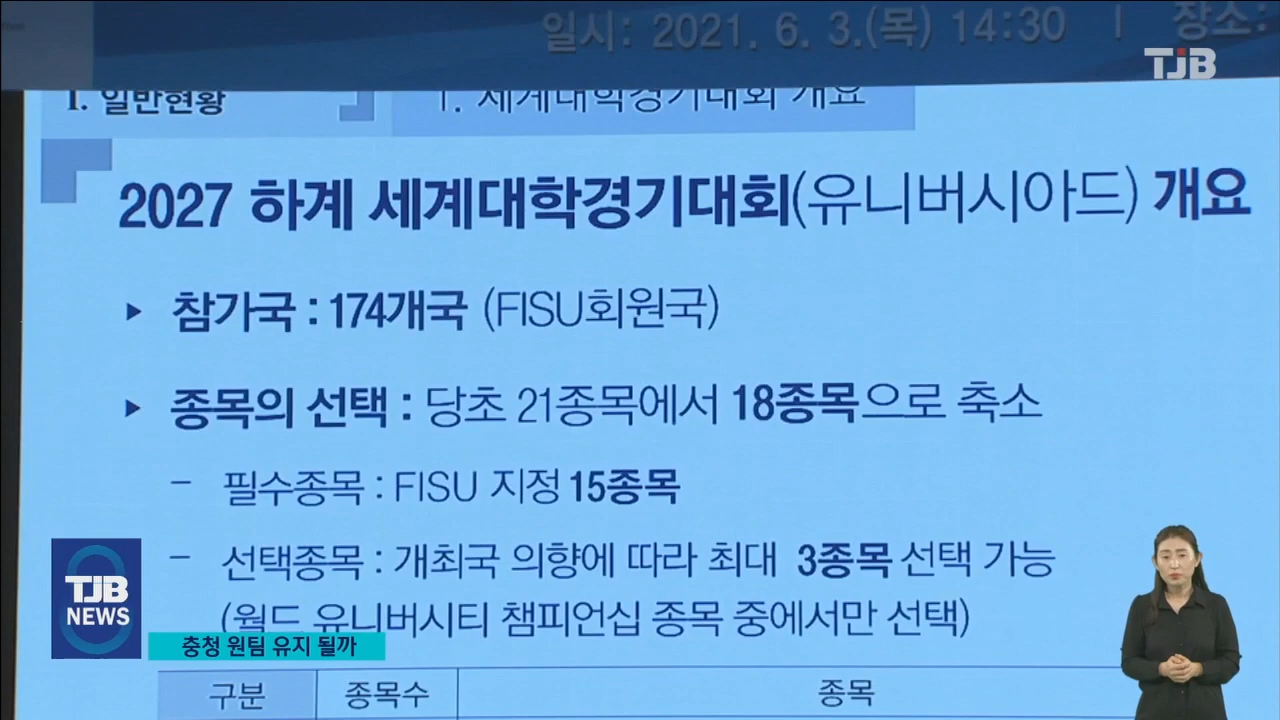 일시: 2021. 6. 3.(목) 14:30 ㅣ 장소:
TJB
Ⅰ. 일반현황
1. 세계대학경기대회 개요
2027 하계 세계대학경기대회(유니버시아드) 개요
▶ 참가국 : 174개국 (FISU회원국)
▶ 종목의 선택 : 당초 21종목에서 18종목으로 축소
– 필수종목 : FISU 지정 15종목
– 선택종목 : 개최국 의향에 따라 최대 3종목 선택 가능
(월드 유니버시티 챔피언십 종목 중에서만 선택)
TJB
NEWS
충청 원팀 유지 될까
구분 종목수 종목